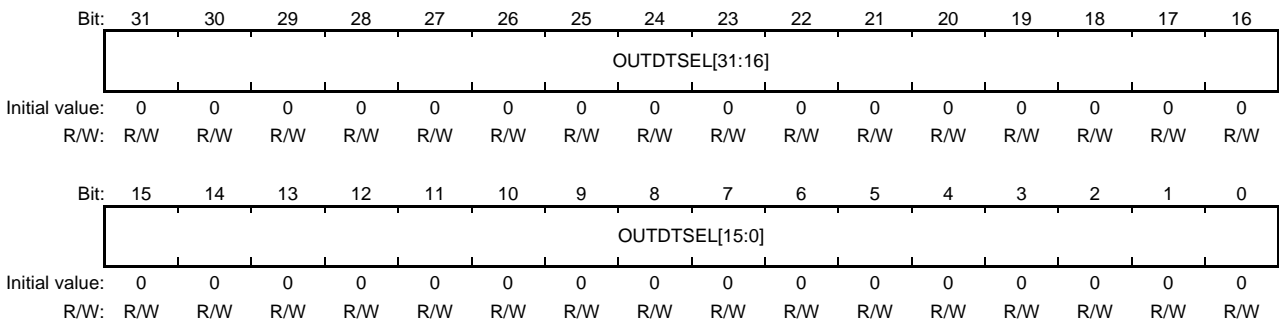 Bit: 31 30 29 28 27 26 25 24 23 22 21 20 19 18 17 16
OUTDTSEL[31:16]
Initial value: 0 0 0 0 0 0 0 0 0 0 0 0 0 0 0 0
R/W: R/W R/W R/W R/W R/W R/W R/W R/W R/W R/W R/W R/W R/W R/W R/W R/W
Bit: 15 14 13 12 11 10 9 8 7 6 5 4 3 2 1 0
OUTDTSEL[15:0]
Initial value: 0 0 0 0 0 0 0 0 0 0 0 0 0 0 0 0
R/W: R/W R/W R/W R/W R/W R/W R/W R/W R/W R/W R/W R/W R/W R/W R/W R/W